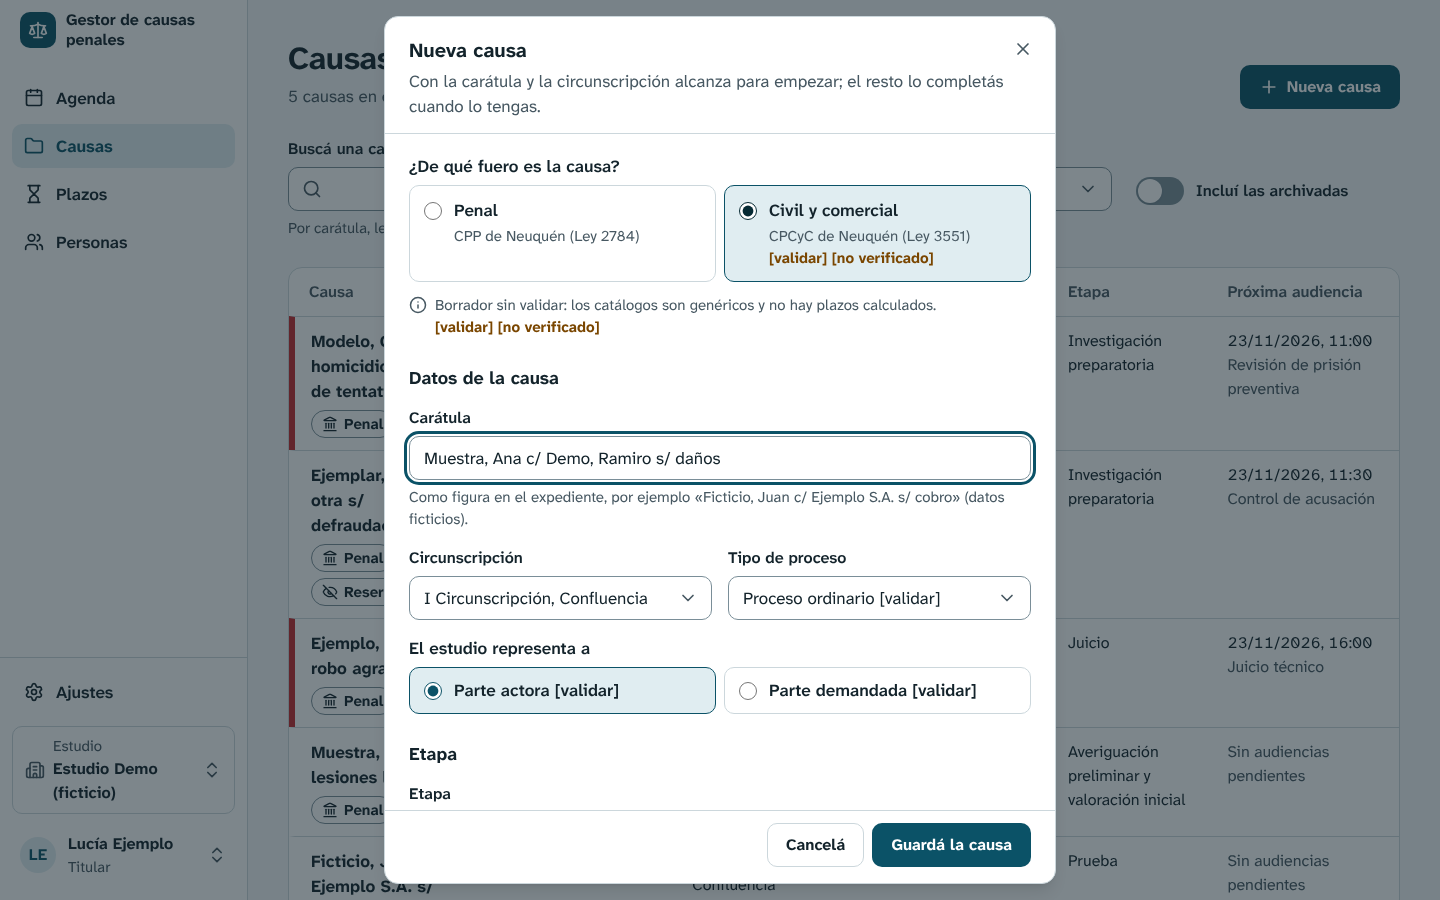 Gestor de causas
penales
Agenda
Causas
Plazos
Personas
Ajustes
Estudio
Estudio Demo
(ficticio)
LE
Lucía Ejemplo
Titular
Causas
5 causas en
Nueva causa
Buscá una
Incluí las archivadas
Por carátula,
Causa
Etapa
Próxima audiencia
Modelo,
homicidio
de
Penal
Investigación
preparatoria
23/11/2026, 11:00
Revisión de prisión
preventiva
Ejemplar,
otra s/
Penal
Investigación
preparatoria
23/11/2026, 11:30
Control de acusación
Ejemplo,
robo
Penal
Juicio
23/11/2026, 16:00
Juicio técnico
Muestra,
lesiones
Penal
Averiguación
preliminar y
valoración inicial
Sin audiencias
pendientes
Ficticio,
Ejemplo S.A. s/
Confluencia
Prueba
Sin audiencias
pendientes
Nueva causa
Con la carátula y la circunscripción alcanza para empezar; el resto lo completás
cuando lo tengas.
¿De qué fuero es la causa?
Penal
CPP de Neuquén (Ley 2784)
Civil y comercial
CPCyC de Neuquén (Ley 3551)
[validar] [no verificado]
Borrador sin validar: los catálogos son genéricos y no hay plazos calculados.
[validar] [no verificado]
Datos de la causa
Carátula
Muestra, Ana c/ Demo, Ramiro s/ daños
Como figura en el expediente, por ejemplo «Ficticio, Juan c/ Ejemplo S.A. s/ cobro» (datos
ficticios).
Circunscripción
Tipo de proceso
I Circunscripción, Confluencia
Proceso ordinario [validar]
El estudio representa a
Parte actora [validar]
Parte demandada [validar]
Etapa
Etapa
Cancelá
Guardá la causa